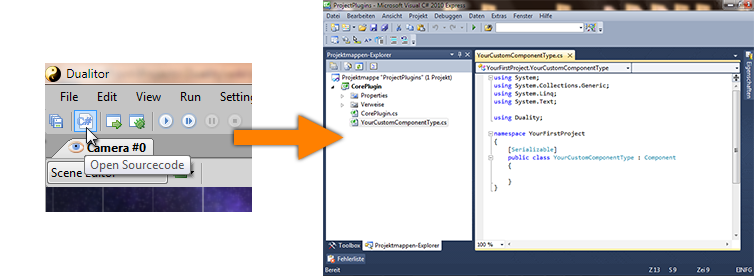 Dualitor
File Edit View Run Setting
Camera #0
Open Sourcecode
Scene Editor
ProjectPlugins - Microsoft Visual C# 2010 Express
Datei Bearbeiten Ansicht Projekt Debuggen Daten Extras Fenster Hilfe
Projektmappen-Explorer
Projektmappe "ProjectPlugins" (1 Projekt)
CorePlugin
Properties
Verweise
CorePlugin.cs
YourCustomComponentType.cs
Toolbox Projektmappen-Explorer
YourCustomComponentType.cs
YourFirstProject.YourCustomComponentType
using System;
using System.Collections.Generic;
using System.Linq;
using System.Text;
using Duality;
namespace YourFirstProject
{
[Serializable]
public class YourCustomComponentType : Component
{
}
}
100 %
Eigenschaften
Fehlerliste
Bereit Z 13 S 9 Zei 9 EINFG